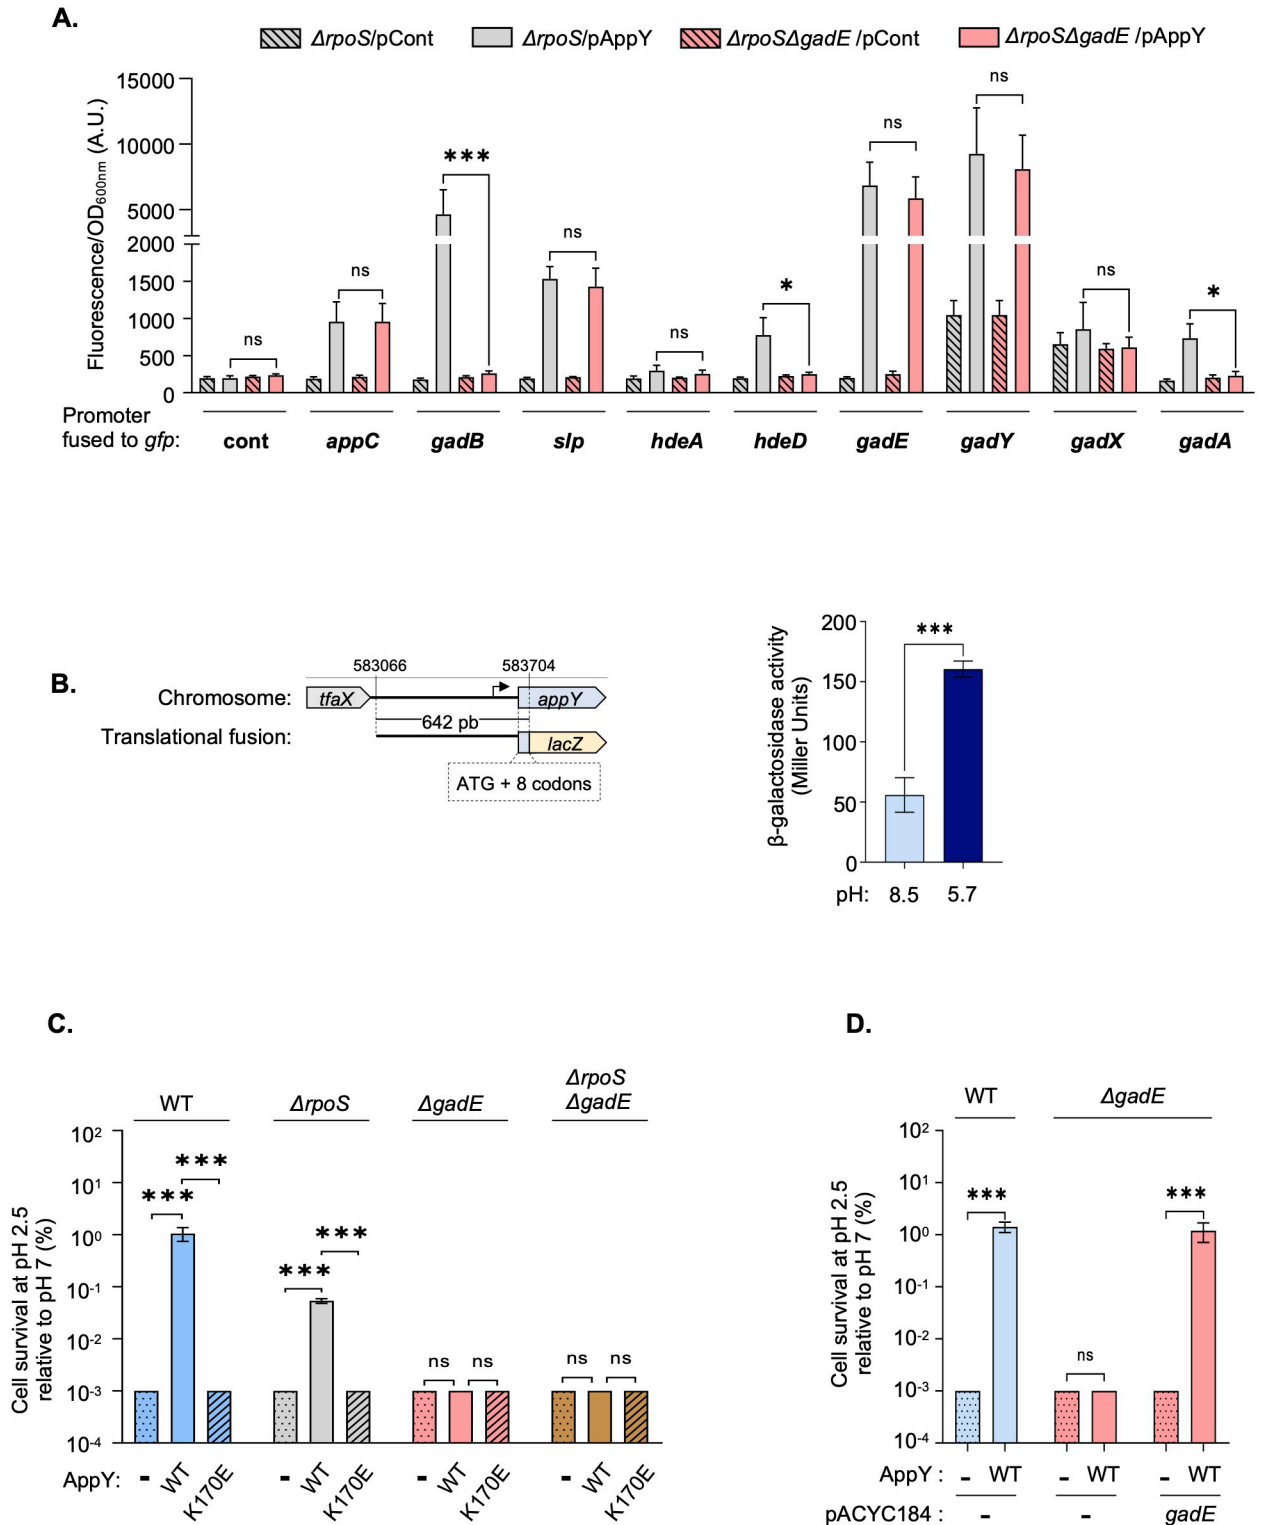 A.
ΔrpoS/pCont ΔrpoS/pAppY ΔrpoSΔgadE /pCont ΔrpoSΔgadE /pAppY
Fluorescence/OD600nm (A.U.)
15000
10000
5000
2000
1500
1000
500
0
ns ns *** ns ns * ns ns ns *
Promoter
fused to gfp:
cont appC gadB slp hdeA hdeD gadE gadY gadX gadA
B.
583066 583704
Chromosome: tfaX appY
642 pb
Translational fusion: lacZ
ATG + 8 codons
β-galactosidase activity
(Miller Units)
200
150
100
50
0
***
pH: 8.5 5.7
C.
WT ΔrpoS ΔgadE ΔrpoS
ΔgadE
Cell survival at pH 2.5
relative to pH 7 (%)
10²
10¹
10⁰
10⁻¹
10⁻²
10⁻³
10⁻⁴
*** *** *** *** ns ns ns ns
AppY: - WT K170E - WT K170E - WT K170E - WT K170E
D.
WT ΔgadE
Cell survival at pH 2.5
relative to pH 7 (%)
10²
10¹
10⁰
10⁻¹
10⁻²
10⁻³
10⁻⁴
*** ns ***
AppY : - WT - WT - WT
pACYC184 : - - gadE